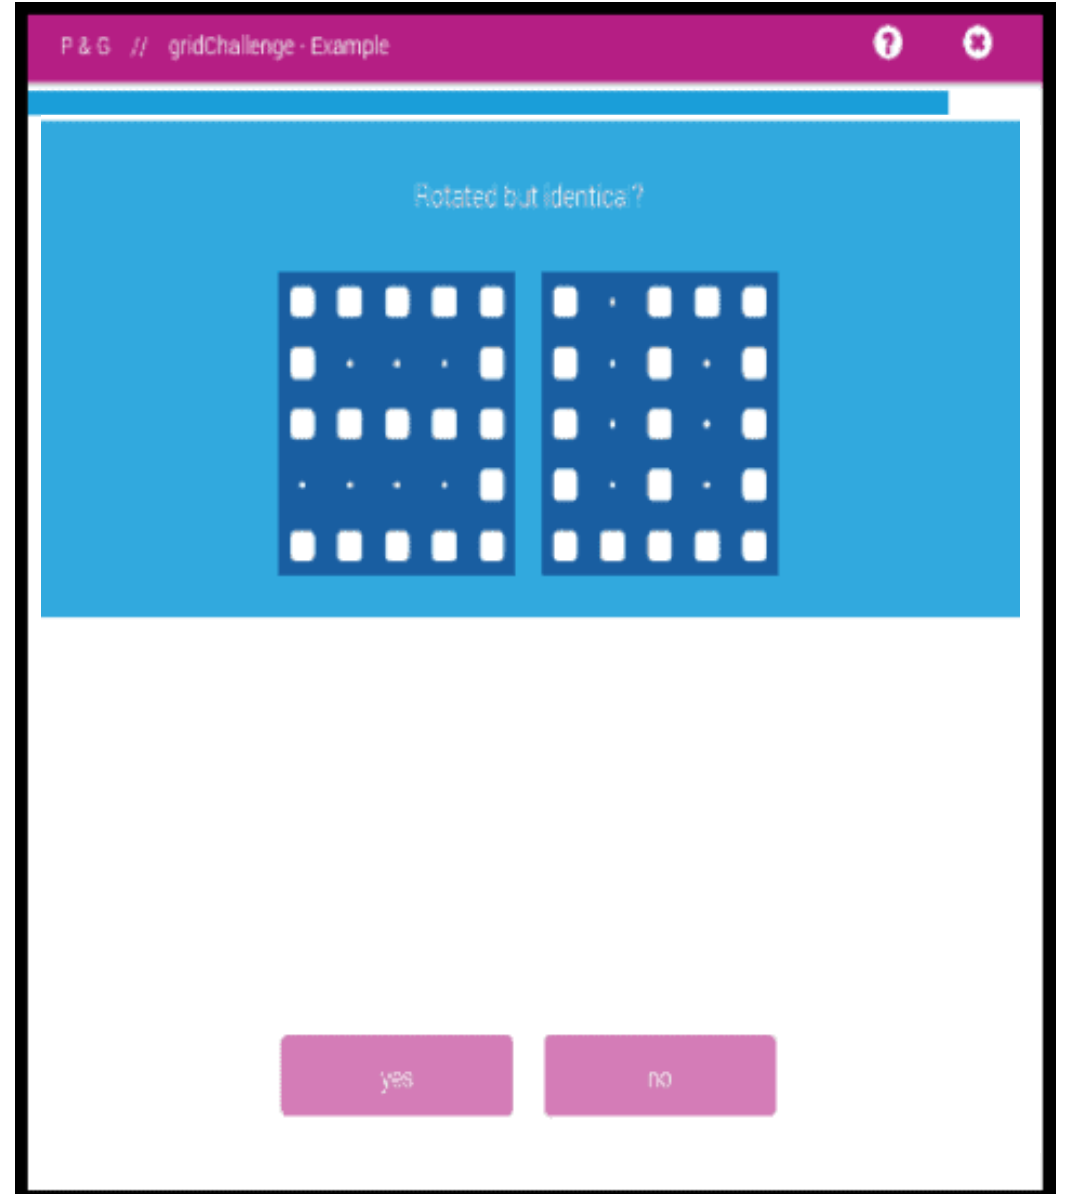 P & G // gridChallenge - Example
Rotated but identical?
yes
no